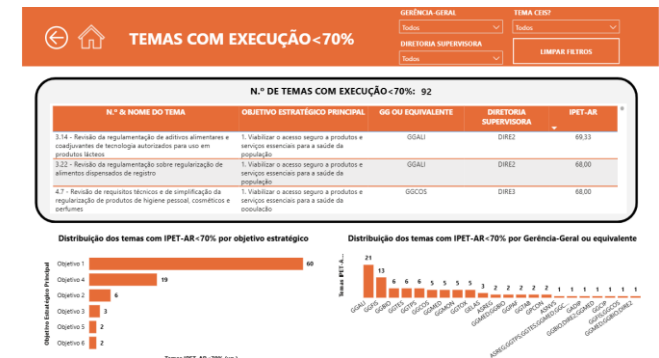 GERÊNCIA-GERAL
TEMA CEIS?
TEMAS COM EXECUÇÃO<70%
Todos
Todos
DIRETORIA SUPERVISORA
Todos
LIMPAR FILTROS
N.º DE TEMAS COM EXECUÇÃO<70%: 92
N.º & NOME DO TEMA
OBJETIVO ESTRATÉGICO PRINCIPAL
GG OU EQUIVALENTE
DIRETORIA
SUPERVISORA
IPET-AR
3.14 - Revisão da regulamentação de aditivos alimentares e
coadjuvantes de tecnologia autorizados para uso em
produtos lácteos
1. Viabilizar o acesso seguro a produtos e
serviços essenciais para a saúde da
população
GGALI
DIRE2
69,33
3.22 - Revisão da regulamentação sobre regularização de
alimentos dispensados de registro
1. Viabilizar o acesso seguro a produtos e
serviços essenciais para a saúde da
população
GGALI
DIRE2
68,00
4.7 - Revisão de requisitos técnicos e de simplificação da
regularização de produtos de higiene pessoal, cosméticos e
perfumes
1. Viabilizar o acesso seguro a produtos e
serviços essenciais para a saúde da
população
GGCOS
DIRE3
68,00
Distribuição dos temas com IPET-AR<70% por objetivo estratégico
Objetivo Estratégico Principal
Objetivo 1 60
Objetivo 4 19
Objetivo 2 6
Objetivo 3 3
Objetivo 5 2
Objetivo 6 2
Distribuição dos temas com IPET-AR<70% por Gerência-Geral ou equivalente
Temas IPET-A...
21 13 6 6 6 5 5 5 5 3 2 2 2 2 1 1 1 1 1 1 1
GGALI
GGFIS
GGBIO
GGTES
GGTPS
GGCOS
GGMED
GGMON
GGTOX
GELAS
ASREG
GGMED;GGBIO
GGPAF
GGTAB
GPCON
ASNVS